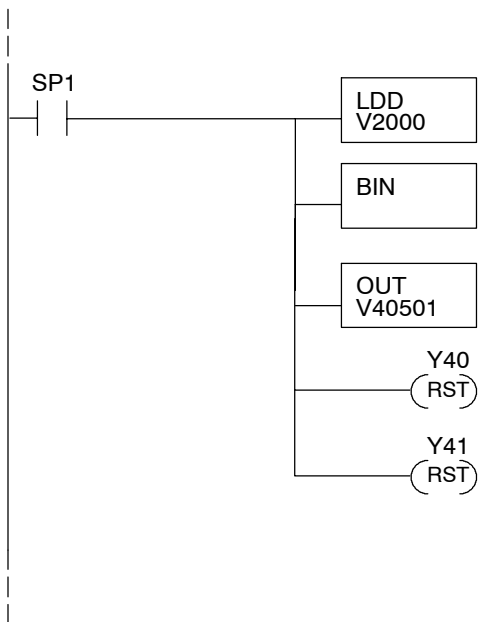 SP1
LDD
V2000
BIN
OUT
V40501
Y40
RST
Y41
RST